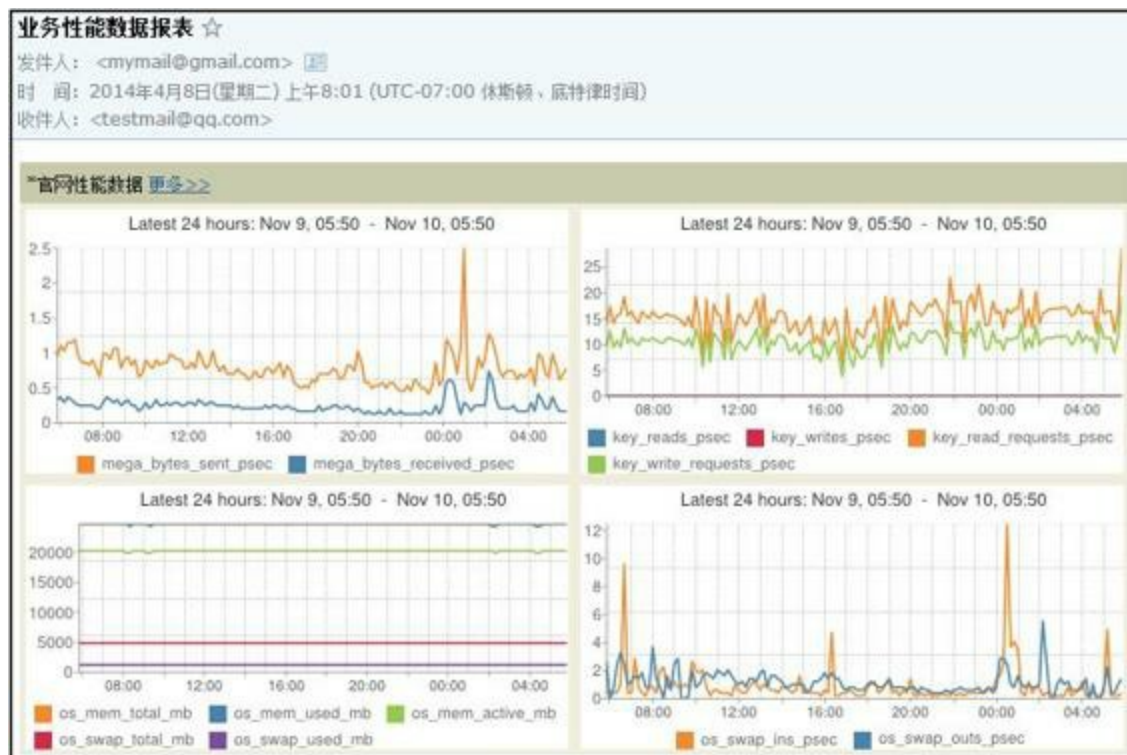 业务性能数据报表 ☆
发件人： <mymail@gmail.com>
时 间：2014年4月8日(星期二) 上午8:01 (UTC-07:00 休斯顿、底特律时间)
收件人：<testmail@qq.com>
*官网性能数据 更多>>
Latest 24 hours: Nov 9, 05:50 - Nov 10, 05:50
2.5
2
1.5
1
0.5
0
08:00 12:00 16:00 20:00 00:00 04:00
mega_bytes_sent_psec mega_bytes_received_psec
Latest 24 hours: Nov 9, 05:50 - Nov 10, 05:50
25
20
15
10
5
0
08:00 12:00 16:00 20:00 00:00 04:00
key_reads_psec key_writes_psec key_read_requests_psec
key_write_requests_psec
Latest 24 hours: Nov 9, 05:50 - Nov 10, 05:50
20000
15000
10000
5000
0
08:00 12:00 16:00 20:00 00:00 04:00
os_mem_total_mb os_mem_used_mb os_mem_active_mb
os_swap_total_mb os_swap_used_mb
Latest 24 hours: Nov 9, 05:50 - Nov 10, 05:50
12
10
8
6
4
2
0
08:00 12:00 16:00 20:00 00:00 04:00
os_swap_ins_psec os_swap_outs_psec